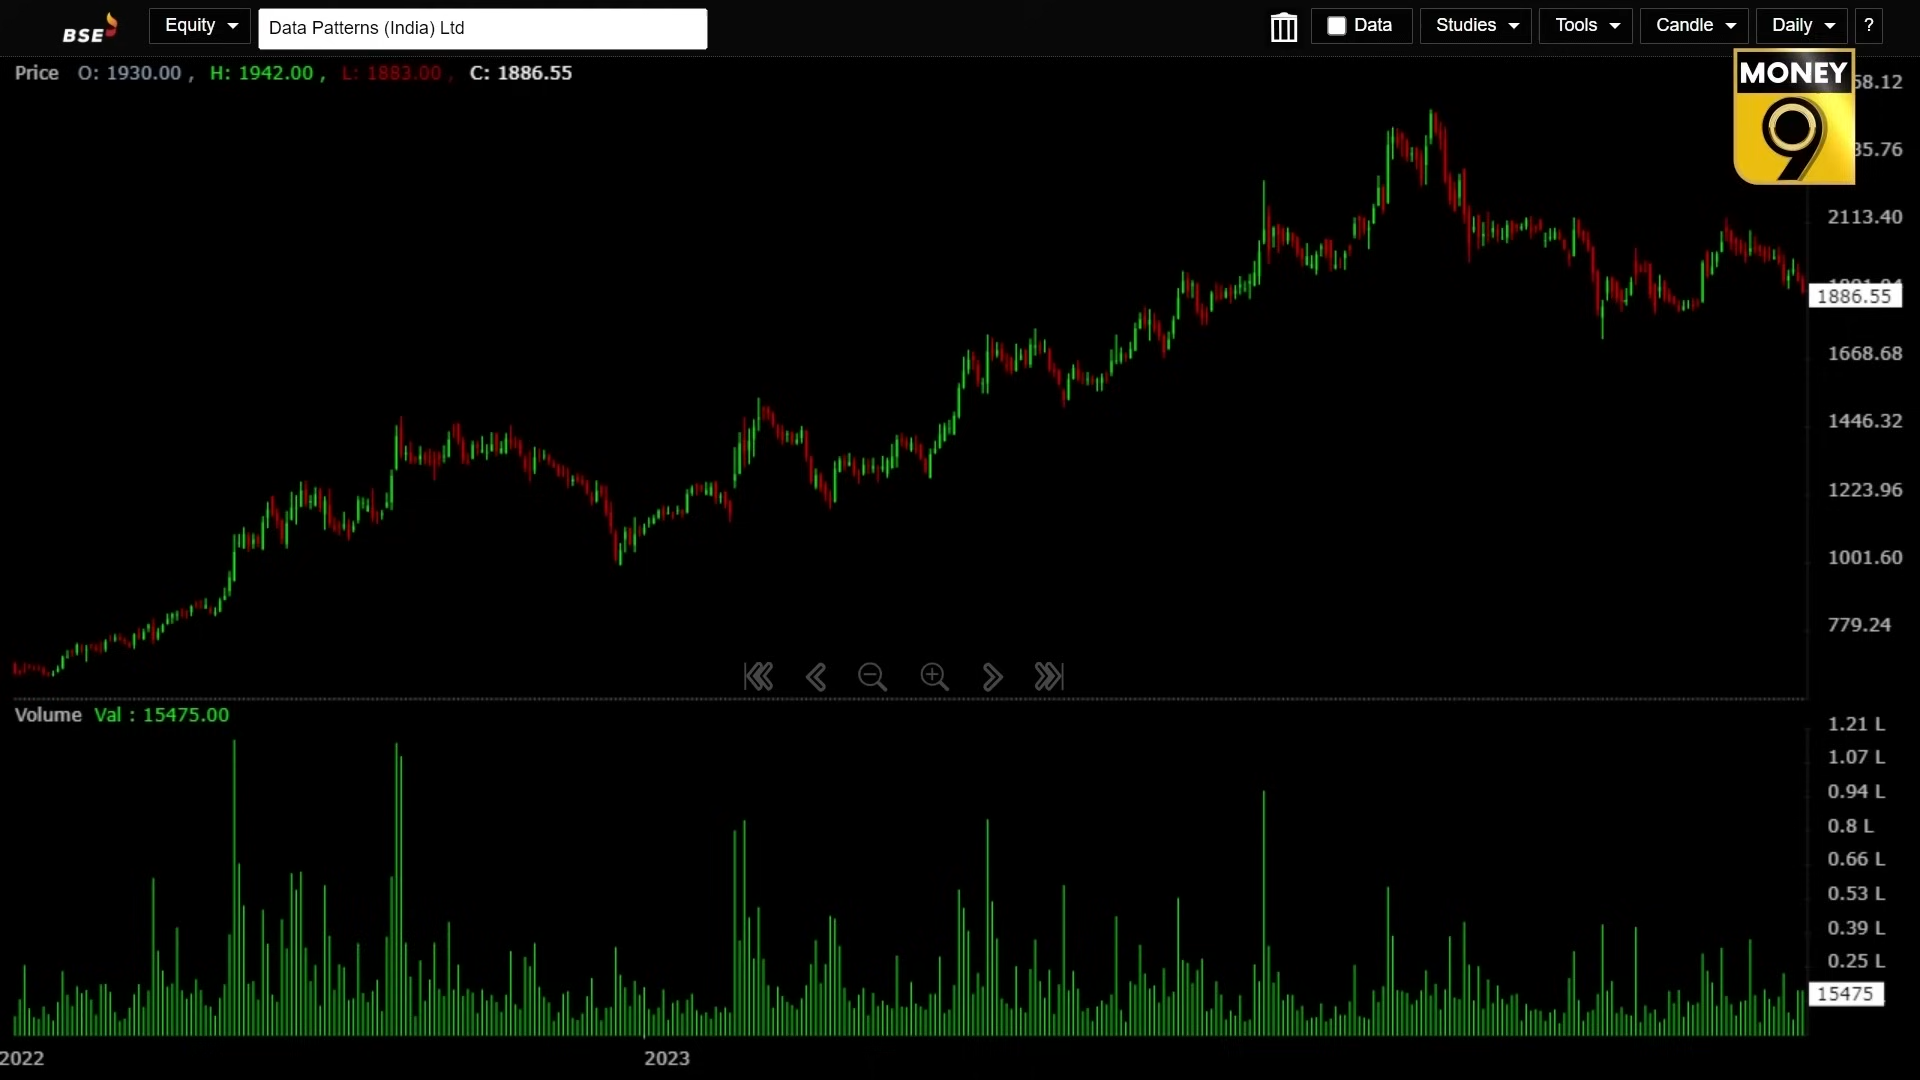 BSE Equity Data Patterns (India) Ltd Data Studies Tools Candle Daily ?
Price O: 1930.00 , H: 1942.00 , L: 1883.00 , C: 1886.55
MONEY
9
58.12
35.76
2113.40
1886.55
1668.68
1446.32
1223.96
1001.60
779.24
Volume Val : 15475.00
1.21 L
1.07 L
0.94 L
0.8 L
0.66 L
0.53 L
0.39 L
0.25 L
15475
2022 2023